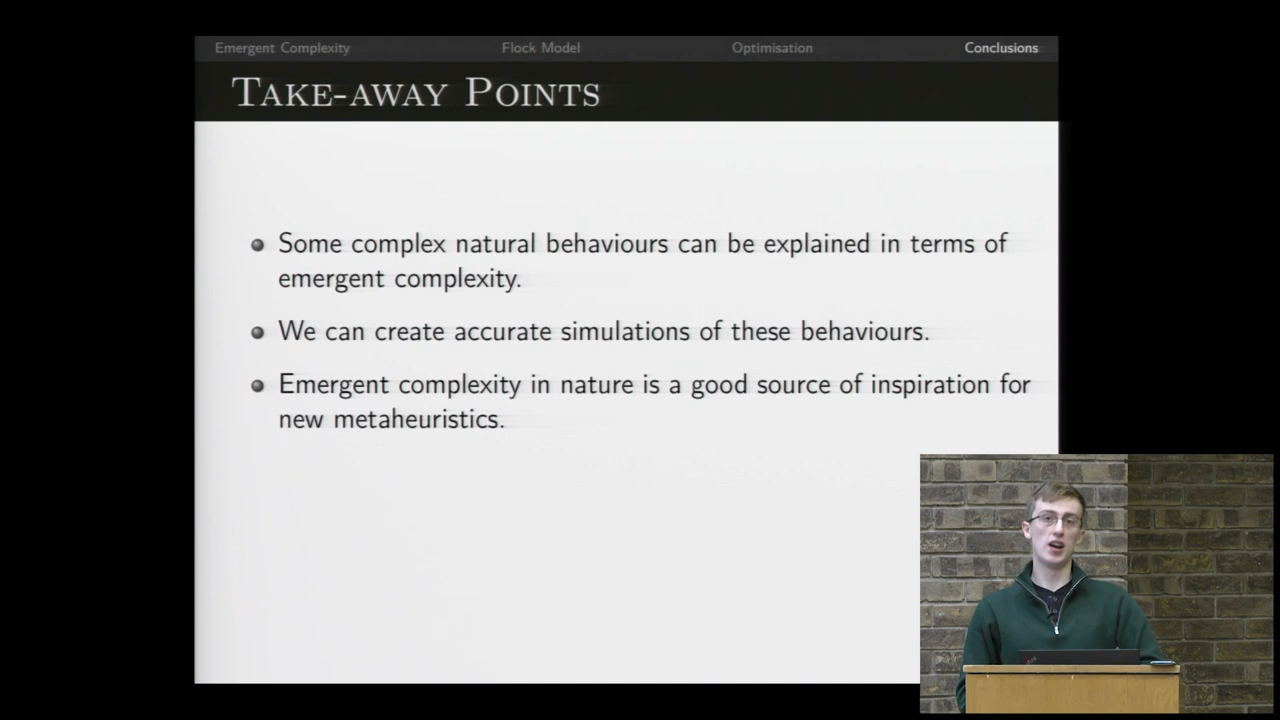 Emergent Complexity Flock Model Optimisation Conclusions
Take-away Points
Some complex natural behaviours can be explained in terms of
emergent complexity.
We can create accurate simulations of these behaviours.
Emergent complexity in nature is a good source of inspiration for
new metaheuristics.